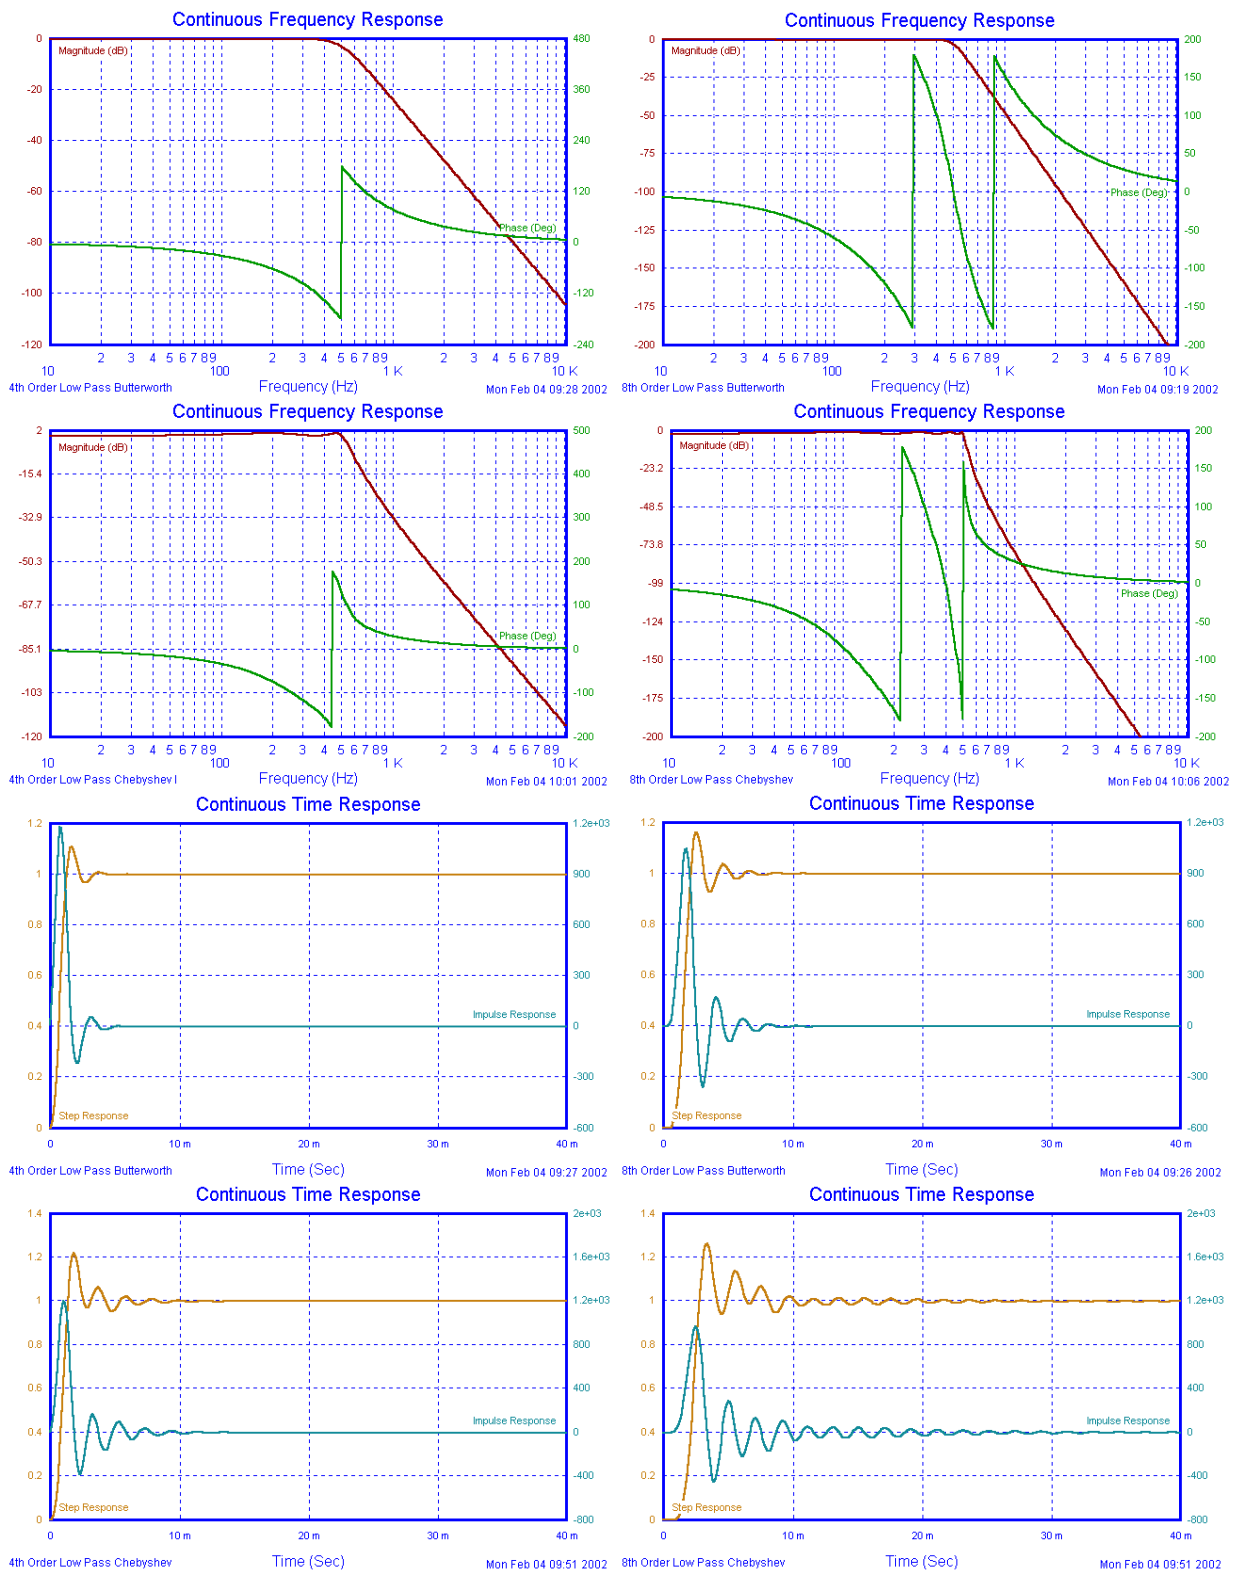 Continuous Frequency Response
0
-20
-40
-60
-80
-100
-120
480
360
240
120
0
-120
-240
Magnitude (dB)
Phase (Deg)
2 3 4 5 6 7 8 9 2 3 4 5 6 7 8 9 2 3 4 5 6 7 8 9
10 100 1 K 10 K
Frequency (Hz)
4th Order Low Pass Butterworth
Mon Feb 04 09:28 2002
Continuous Frequency Response
0
-25
-50
-75
-100
-125
-150
-175
-200
200
150
100
50
0
-50
-100
-150
-200
Magnitude (dB)
Phase (Deg)
2 3 4 5 6 7 8 9 2 3 4 5 6 7 8 9 2 3 4 5 6 7 8 9
10 100 1 K 10 K
Frequency (Hz)
8th Order Low Pass Butterworth
Mon Feb 04 09:19 2002
Continuous Frequency Response
2
-15.4
-32.9
-50.3
-67.7
-85.1
-103
-120
500
400
300
200
100
0
-100
-200
Magnitude (dB)
Phase (Deg)
2 3 4 5 6 7 8 9 2 3 4 5 6 7 8 9 2 3 4 5 6 7 8 9
10 100 1 K 10 K
Frequency (Hz)
4th Order Low Pass Chebyshev I
Mon Feb 04 10:01 2002
Continuous Frequency Response
0
-23.2
-48.5
-73.8
-99
-124
-150
-175
-200
200
150
100
50
0
-50
-100
-150
-200
Magnitude (dB)
Phase (Deg)
2 3 4 5 6 7 8 9 2 3 4 5 6 7 8 9 2 3 4 5 6 7 8 9
10 100 1 K 10 K
Frequency (Hz)
8th Order Low Pass Chebyshev
Mon Feb 04 10:06 2002
Continuous Time Response
1.2
1
0.8
0.6
0.4
0.2
0
1.2e+03
900
600
300
0
-300
-600
Impulse Response
Step Response
0 10 m 20 m 30 m 40 m
Time (Sec)
4th Order Low Pass Butterworth
Mon Feb 04 09:27 2002
Continuous Time Response
1.2
1
0.8
0.6
0.4
0.2
0
1.2e+03
900
600
300
0
-300
-600
Impulse Response
Step Response
0 10 m 20 m 30 m 40 m
Time (Sec)
8th Order Low Pass Butterworth
Mon Feb 04 09:26 2002
Continuous Time Response
1.4
1.2
1
0.8
0.6
0.4
0.2
0
2e+03
1.6e+03
1.2e+03
800
400
0
-400
-800
Impulse Response
Step Response
0 10 m 20 m 30 m 40 m
Time (Sec)
4th Order Low Pass Chebyshev
Mon Feb 04 09:51 2002
Continuous Time Response
1.4
1.2
1
0.8
0.6
0.4
0.2
0
2e+03
1.6e+03
1.2e+03
800
400
0
-400
-800
Impulse Response
Step Response
0 10 m 20 m 30 m 40 m
Time (Sec)
8th Order Low Pass Chebyshev
Mon Feb 04 09:51 2002